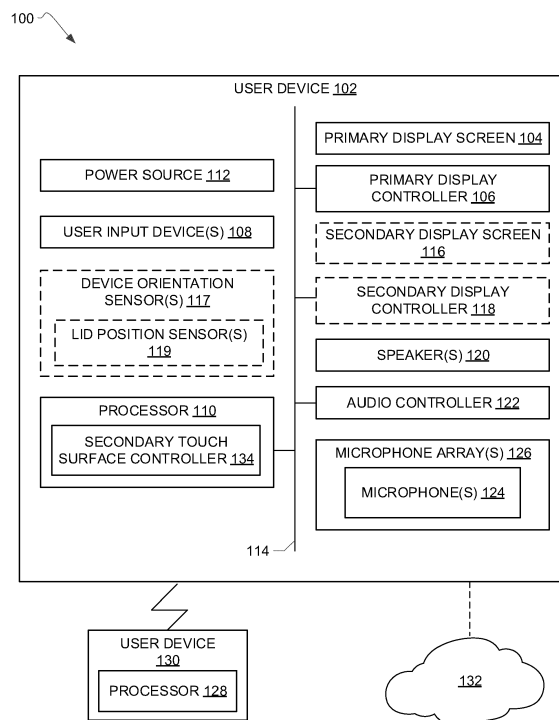 100
USER DEVICE 102
POWER SOURCE 112
USER INPUT DEVICE(S) 108
DEVICE ORIENTATION
SENSOR(S) 117
LID POSITION SENSOR(S)
119
PROCESSOR 110
SECONDARY TOUCH
SURFACE CONTROLLER 134
PRIMARY DISPLAY SCREEN 104
PRIMARY DISPLAY
CONTROLLER 106
SECONDARY DISPLAY SCREEN
116
SECONDARY DISPLAY
CONTROLLER 118
SPEAKER(S) 120
AUDIO CONTROLLER 122
MICROPHONE ARRAY(S) 126
MICROPHONE(S) 124
114
USER DEVICE
130
PROCESSOR 128
132